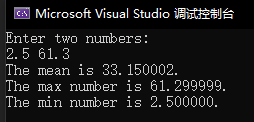 Microsoft Visual Studio 调试控制台
Enter two numbers:
2.5 61.3
The mean is 33.150002.
The max number is 61.299999.
The min number is 2.500000.